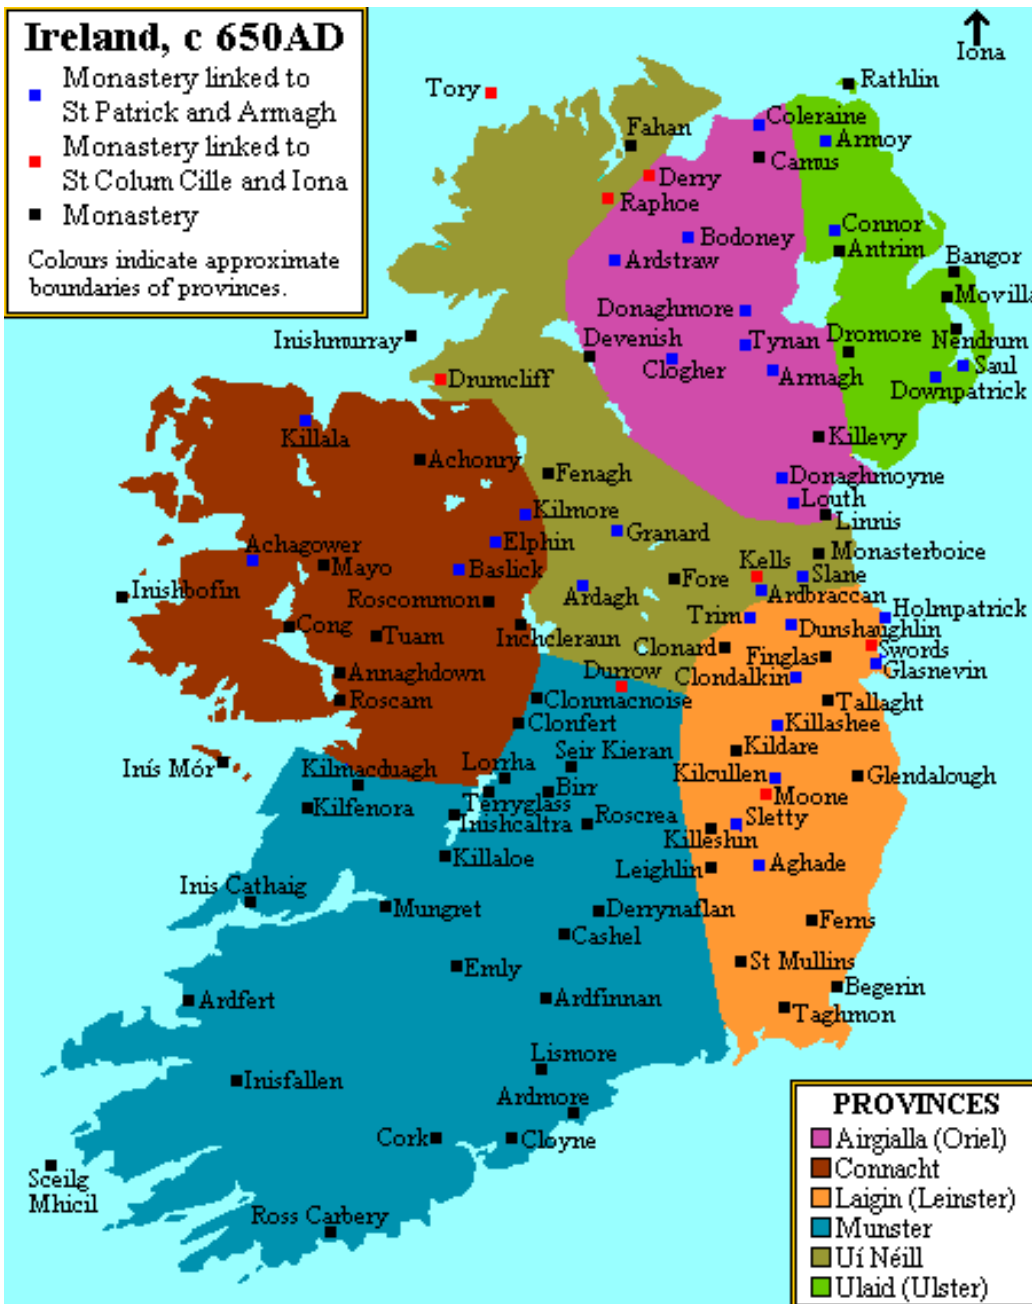 Ireland, c 650AD
Monastery linked to
St Patrick and Armagh
Monastery linked to
St Colum Cille and Iona
Monastery
Colours indicate approximate
boundaries of provinces.
Iona
Tory
Rathlin
Fahan
Coleraine
Armoy
Camus
Derry
Raphoe
Connor
Bodoney
Antrim
Ardstraw
Bangor
Movilla
Donaghmore
Inishmurray
Devenish
Tynan
Dromore
Nendrum
Clogher
Saul
Drumcliff
Armagh
Downpatrick
Killala
Killevy
Achonry
Fenagh
Donaghmoyne
Louth
Kilmore
Linnis
Granard
Achagower
Elphin
Monasterboice
Mayo
Baslick
Kells
Fore
Slane
Inishbofin
Ardagh
Ardbraccan
Roscommon
Trim
Holmpatrick
Cong
Tuam
Inchcleraun
Dunshaughlin
Clonard
Swords
Finglas
Glasnevin
Annaghdown
Durrow
Clondalkin
Roscam
Clonmacnoise
Tallaght
Clonfert
Killashee
Seir Kieran
Kildare
Inís Mór
Kilmacduagh
Lorrha
Kilcullen
Glendalough
Terryglass
Birr
Moone
Kilfenora
Inishcaltra
Roscrea
Sletty
Killeshin
Killaloe
Leighlin
Aghade
Inis Cathaig
Mungret
Derrynaflan
Ferns
Cashel
Emly
St Mullins
Ardfert
Ardfinnan
Begerin
Taghmon
Lismore
Inisfallen
Ardmore
Cork
Cloyne
Sceilg
Mhicil
Ross Carbery
PROVINCES
Airgialla (Oriel)
Connacht
Laigin (Leinster)
Munster
Uí Néill
Ulaid (Ulster)